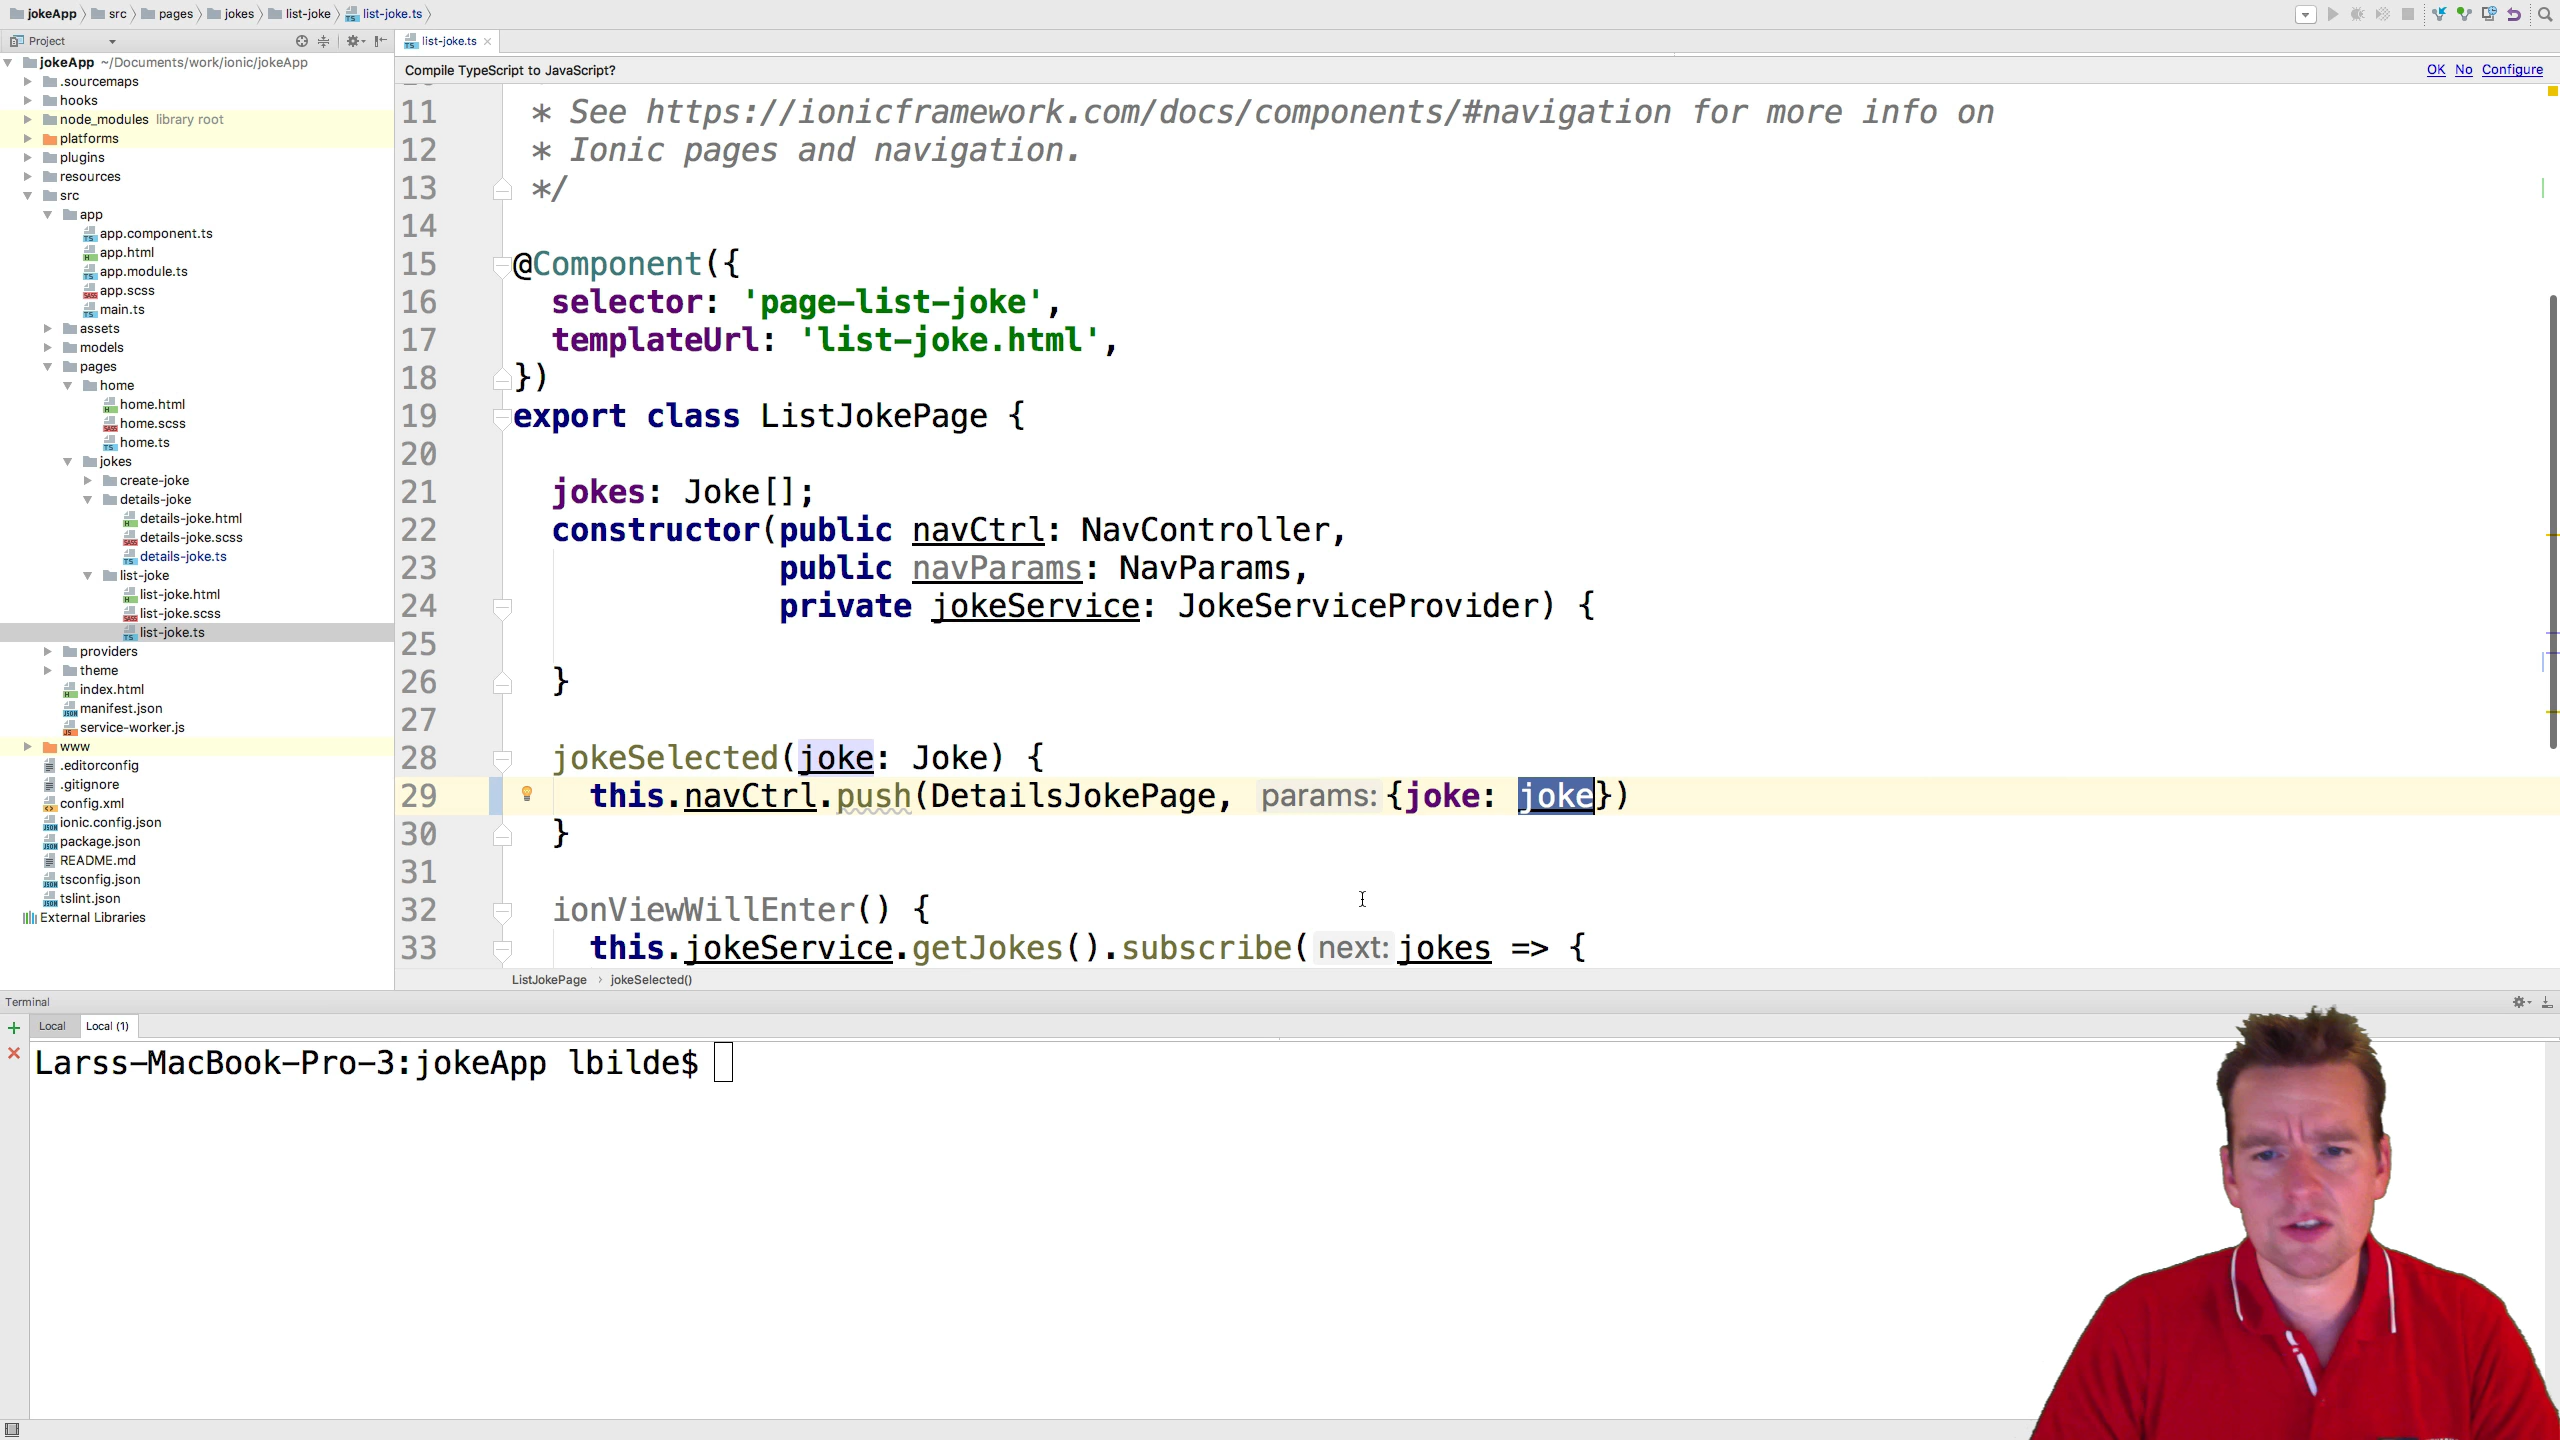 jokeApp src pages jokes list-joke list-joke.ts
Project
list-joke.ts
jokeApp ~/Documents/work/ionic/jokeApp
.sourcemaps
hooks
node_modules library root
platforms
plugins
resources
src
app
app.component.ts
app.html
app.module.ts
app.scss
main.ts
assets
models
pages
home
home.html
home.scss
home.ts
jokes
create-joke
details-joke
details-joke.html
details-joke.scss
details-joke.ts
list-joke
list-joke.html
list-joke.scss
list-joke.ts
providers
theme
index.html
manifest.json
service-worker.js
www
.editorconfig
.gitignore
config.xml
ionic.config.json
package.json
README.md
tsconfig.json
tslint.json
External Libraries
Compile TypeScript to JavaScript? OK No Configure
11 * See https://ionicframework.com/docs/components/#navigation for more info on
12 * Ionic pages and navigation.
13 */
14
15 @Component({
16 selector: 'page-list-joke',
17 templateUrl: 'list-joke.html',
18 })
19 export class ListJokePage {
20
21 jokes: Joke[];
22 constructor(public navCtrl: NavController,
23 public navParams: NavParams,
24 private jokeService: JokeServiceProvider) {
25
26 }
27
28 jokeSelected(joke: Joke) {
29 this.navCtrl.push(DetailsJokePage, params: {joke: joke})
30 }
31
32 ionViewWillEnter() {
33 this.jokeService.getJokes().subscribe( next: jokes => {
ListJokePage › jokeSelected()
Terminal
Local Local (1)
Larss-MacBook-Pro-3:jokeApp lbilde$